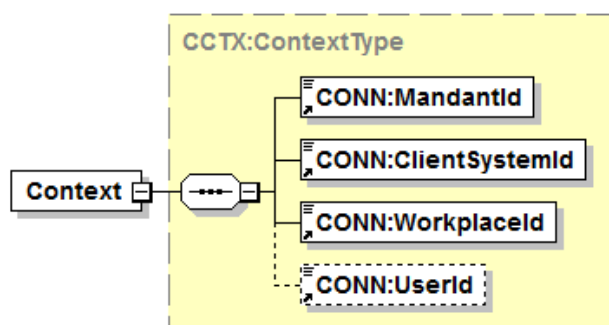 CCTX:ContextType
CONN:MandantId
CONN:ClientSystemId
Context
CONN:WorkplaceId
CONN:UserId